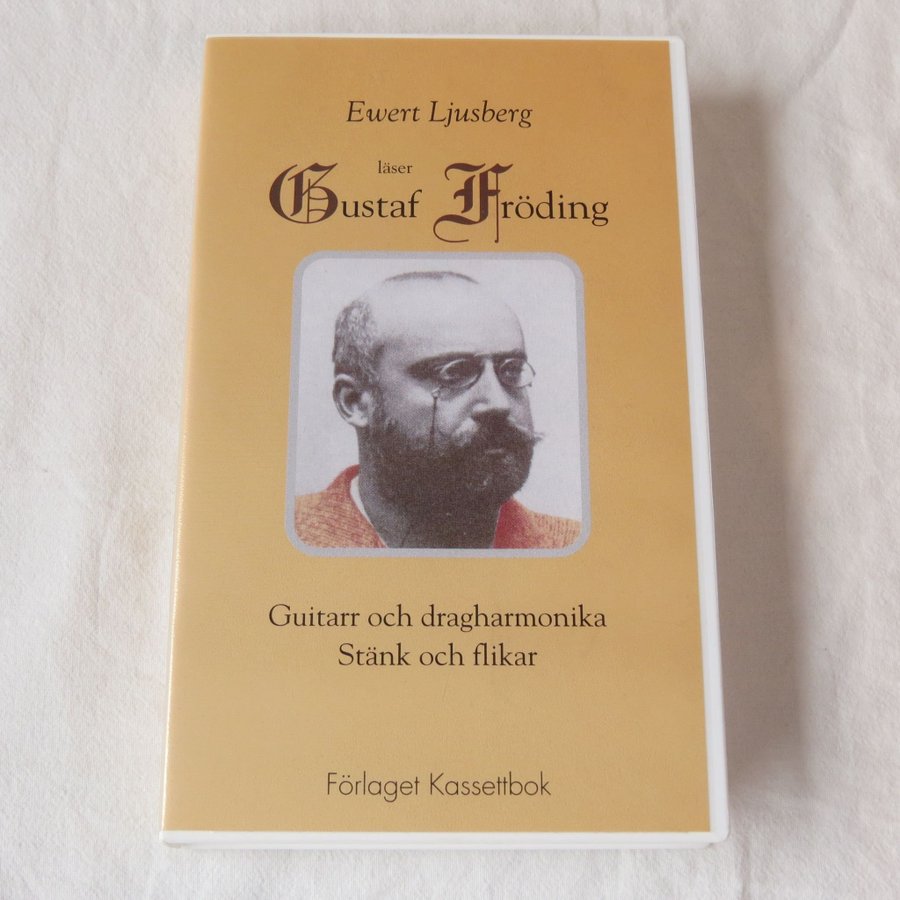 Ewert Ljusberg
läser
Gustaf Fröding
Guitarr och dragharmonika
Stänk och flikar
Förlaget Kassettbok